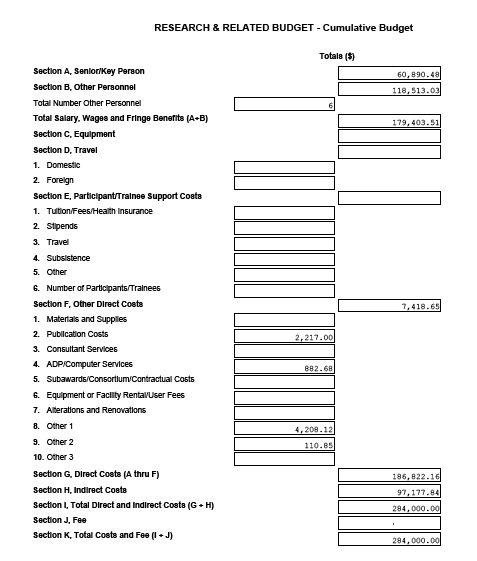 RESEARCH & RELATED BUDGET - Cumulative Budget
Totals ($)
Section A, Senior/Key Person 60,890.48
Section B, Other Personnel 118,513.03
Total Number Other Personnel 6
Total Salary, Wages and Fringe Benefits (A+B) 179,403.51
Section C, Equipment
Section D, Travel
1. Domestic
2. Foreign
Section E, Participant/Trainee Support Costs
1. Tuition/Fees/Health Insurance
2. Stipends
3. Travel
4. Subsistence
5. Other
6. Number of Participants/Trainees
Section F, Other Direct Costs 7,418.65
1. Materials and Supplies
2. Publication Costs 2,217.00
3. Consultant Services
4. ADP/Computer Services 882.68
5. Subawards/Consortium/Contractual Costs
6. Equipment or Facility Rental/User Fees
7. Alterations and Renovations
8. Other 1 4,208.12
9. Other 2 110.85
10. Other 3
Section G, Direct Costs (A thru F) 186,822.16
Section H, Indirect Costs 97,177.84
Section I, Total Direct and Indirect Costs (G + H) 284,000.00
Section J, Fee .
Section K, Total Costs and Fee (I + J) 284,000.00